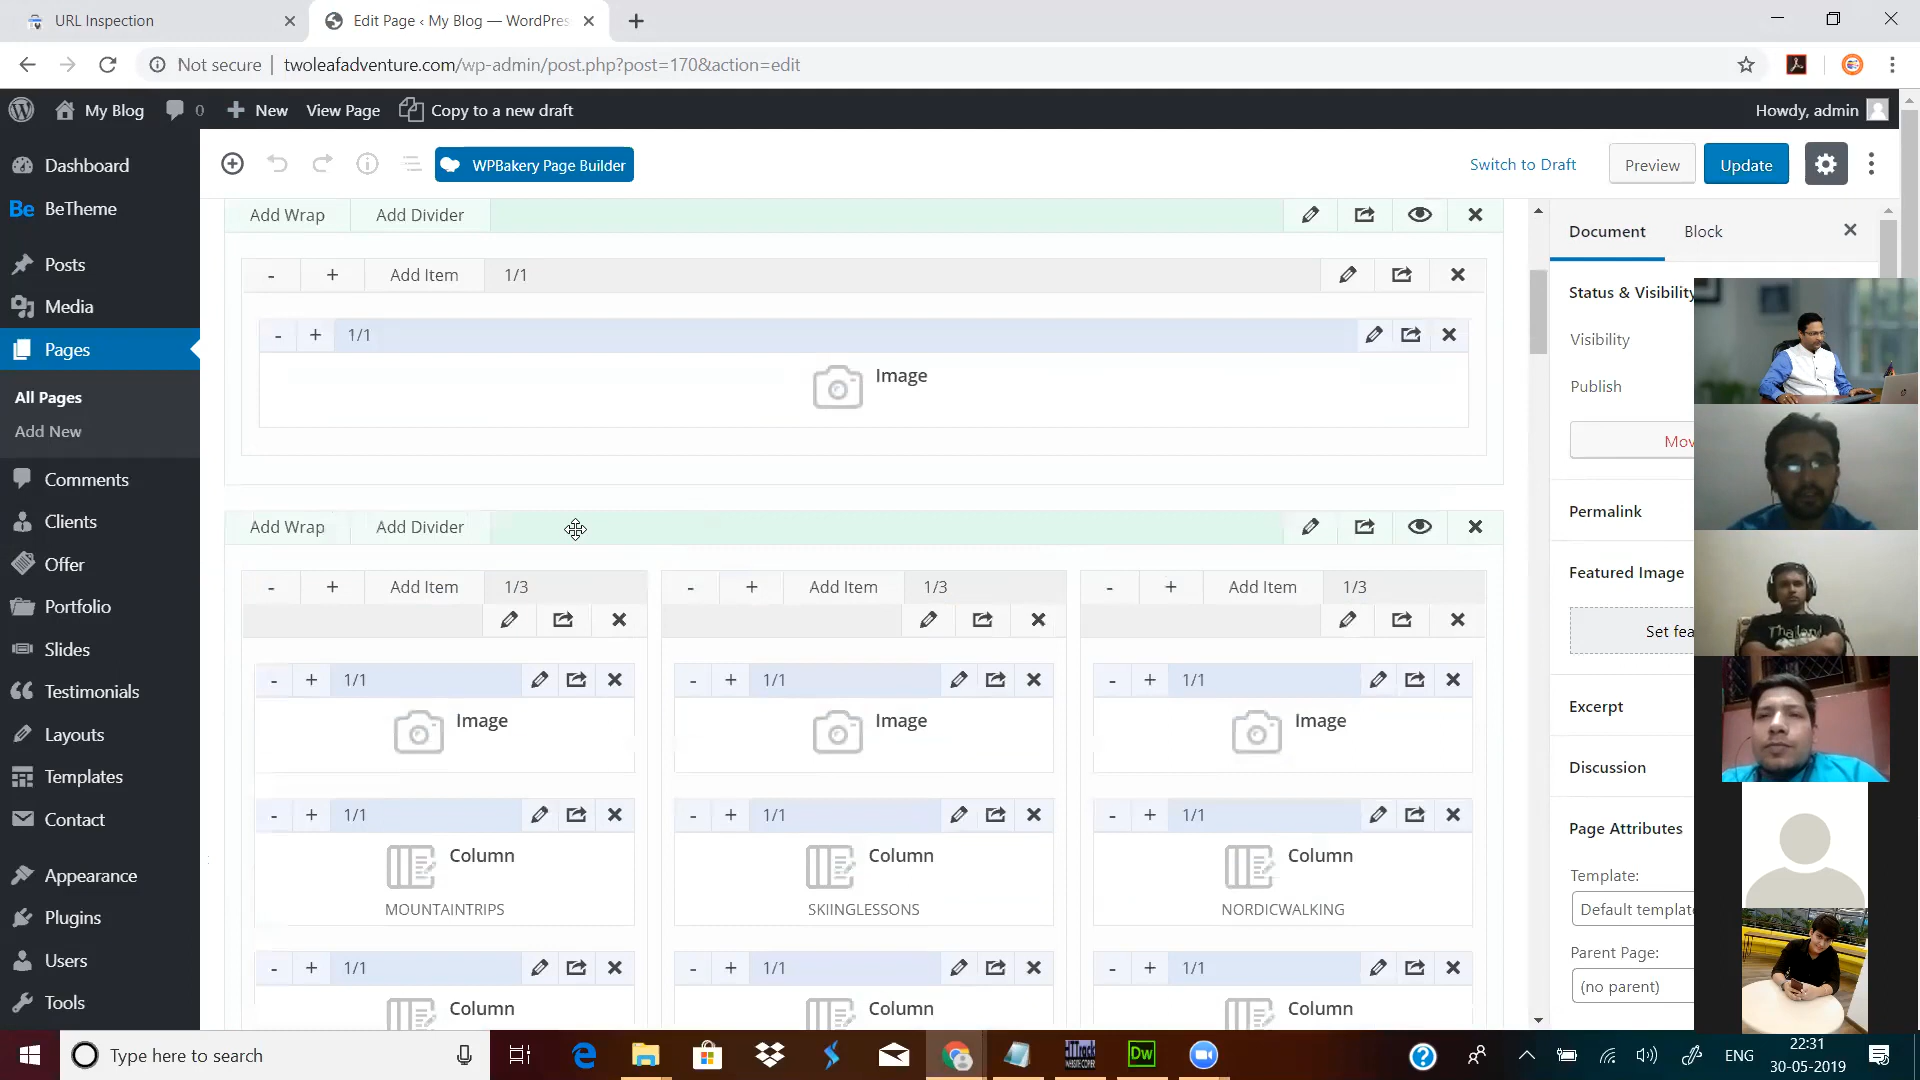 URL Inspection
Edit Page ‹ My Blog — WordPres
Not secure
twoleafadventure.com/wp-admin/post.php?post=170&action=edit
My Blog
0
New
View Page
Copy to a new draft
Howdy, admin
Dashboard
BeTheme
Posts
Media
Pages
All Pages
Add New
Comments
Clients
Offer
Portfolio
Slides
Testimonials
Layouts
Templates
Contact
Appearance
Plugins
Users
Tools
WPBakery Page Builder
Switch to Draft
Preview
Update
Add Wrap
Add Divider
- + Add Item 1/1
- + 1/1
Image
Add Wrap
Add Divider
- + Add Item 1/3
- + Add Item 1/3
- + Add Item 1/3
- + 1/1
- + 1/1
- + 1/1
Image
Image
Image
- + 1/1
- + 1/1
- + 1/1
Column
Column
Column
MOUNTAINTRIPS
SKIINGLESSONS
NORDICWALKING
- + 1/1
- + 1/1
- + 1/1
Column
Column
Column
Document
Block
Status & Visibility
Visibility
Publish
Mov
Permalink
Featured Image
Set fea
Excerpt
Discussion
Page Attributes
Template:
Default templat
Parent Page:
(no parent)
Thailand
Type here to search
Dw
ENG
22:31
30-05-2019